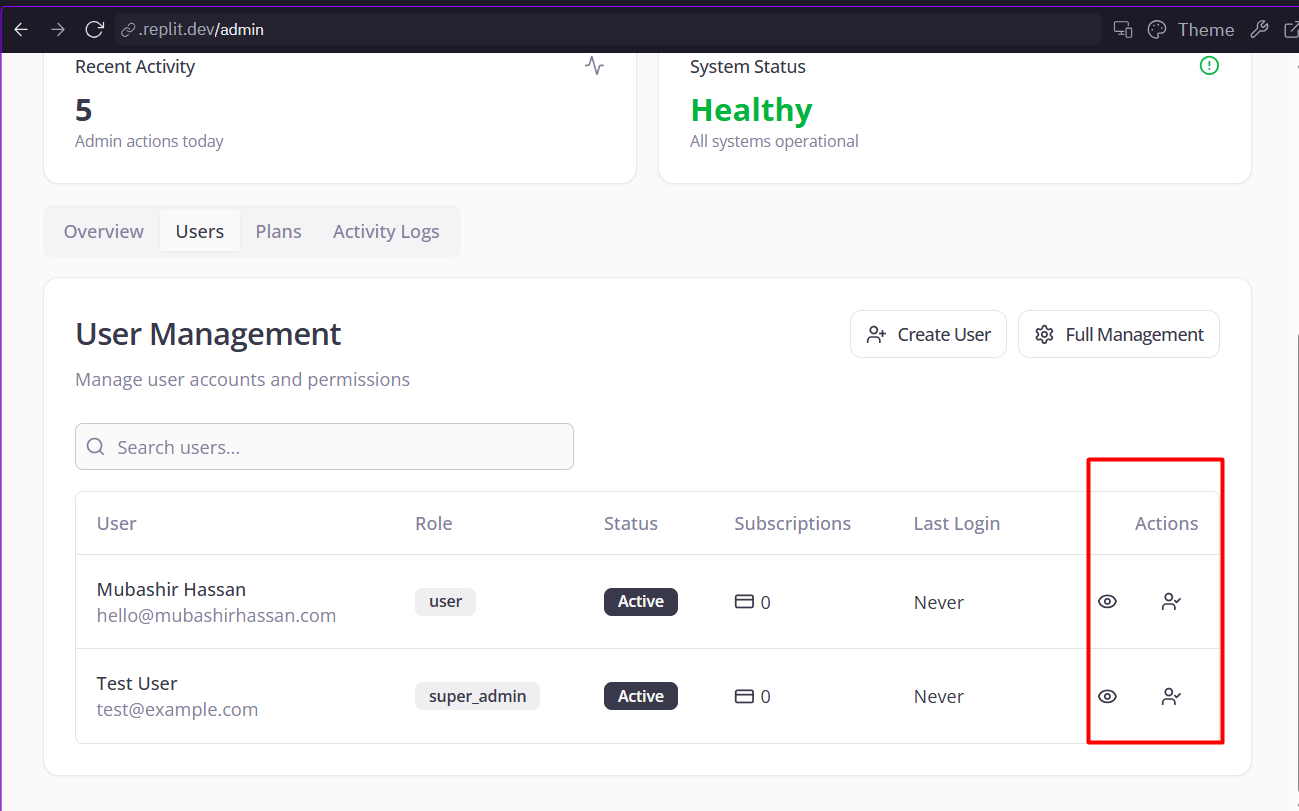 .replit.dev/admin Theme
Recent Activity
5
Admin actions today
System Status
Healthy
All systems operational
Overview Users Plans Activity Logs
User Management
Manage user accounts and permissions
Create User Full Management
Search users...
User Role Status Subscriptions Last Login Actions
Mubashir Hassan
hello@mubashirhassan.com
user Active 0 Never
Test User
test@example.com
super_admin Active 0 Never